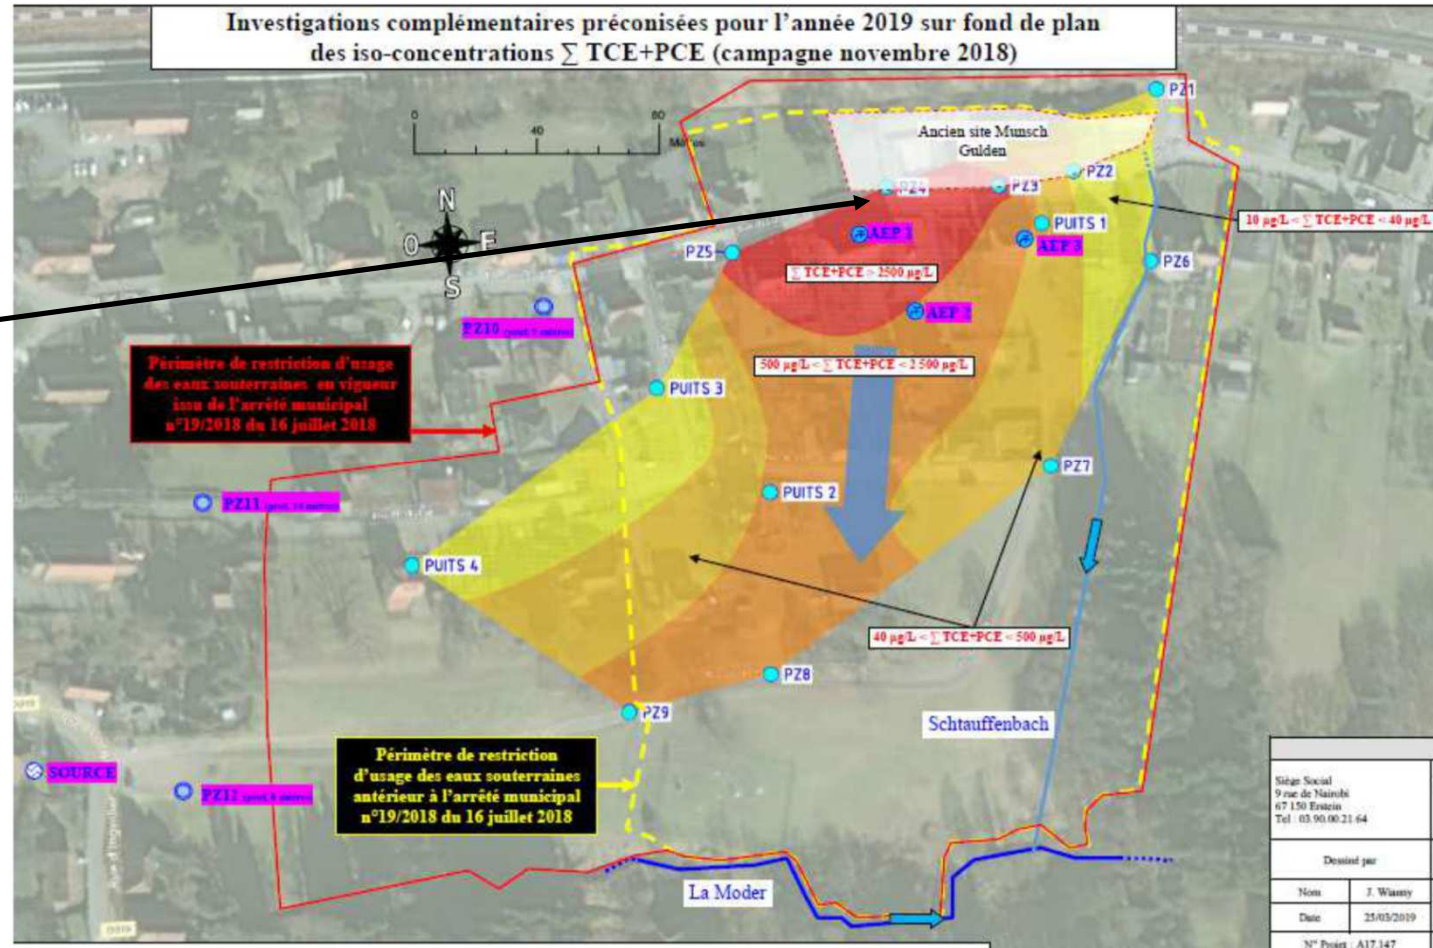 Investigations complémentaires préconisées pour l'année 2019 sur fond de plan
des iso-concentrations ∑ TCE+PCE (campagne novembre 2018)
0
40
80
PZ1
Ancien site Munsch
Gulden
PZ2
PZ3
PZ4
10 µg/L < ∑ TCE+PCE < 40 µg/L
N
O
E
S
PUITS 1
AEP 1
AEP 3
PZ5
PZ6
∑ TCE+PCE > 2500 µg/L
PZ10
AEP 2
Périmètre de restriction d'usage
des eaux souterraines en vigueur
issu de l'arrêté municipal
n°19/2018 du 16 juillet 2018
500 µg/L < ∑ TCE+PCE < 2 500 µg/L
PUITS 3
PZ7
PUITS 2
PZ11
PUITS 4
40 µg/L < ∑ TCE+PCE < 500 µg/L
PZ8
PZ9
Schtauffenbach
SOURCE
PZ12
Périmètre de restriction
d'usage des eaux souterraines
antérieur à l'arrêté municipal
n°19/2018 du 16 juillet 2018
La Moder
Siège Social
9 rue de Nairobi
67 150 Erstein
Tel : 03.90.00.21.64
Dessiné par
Nom
Date
25/03/2019
N° Projet : A17.147